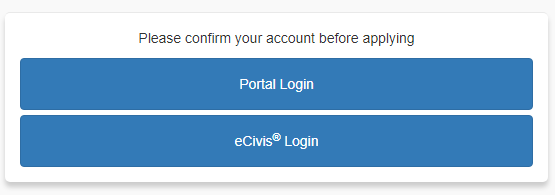 Please confirm your account before applying
Portal Login
eCivis® Login